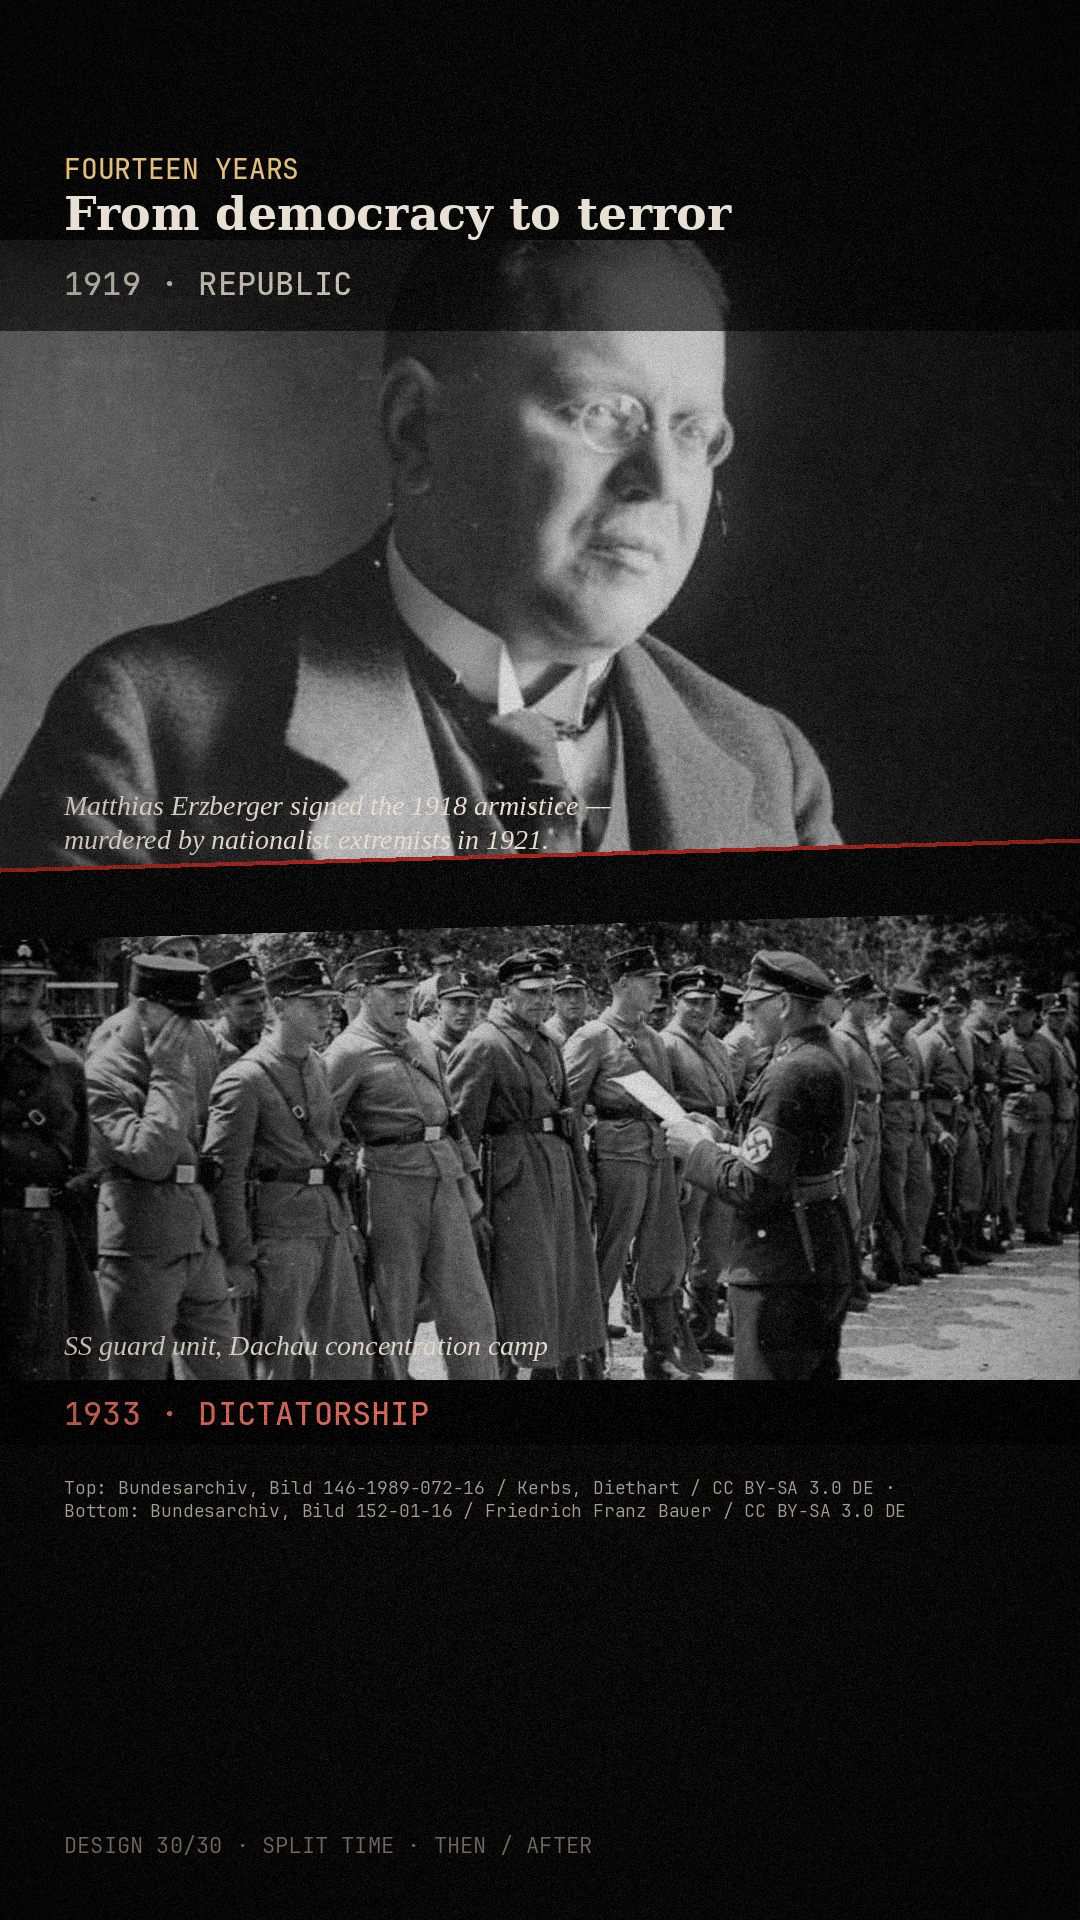 FOURTEEN YEARS
From democracy to terror
1919 · REPUBLIC
Matthias Erzberger signed the 1918 armistice —
murdered by nationalist extremists in 1921.
SS guard unit, Dachau concentration camp
1933 · DICTATORSHIP
Top: Bundesarchiv, Bild 146-1989-072-16 / Kerbs, Diethart / CC BY-SA 3.0 DE ·
Bottom: Bundesarchiv, Bild 152-01-16 / Friedrich Franz Bauer / CC BY-SA 3.0 DE
DESIGN 30/30 · SPLIT TIME · THEN / AFTER